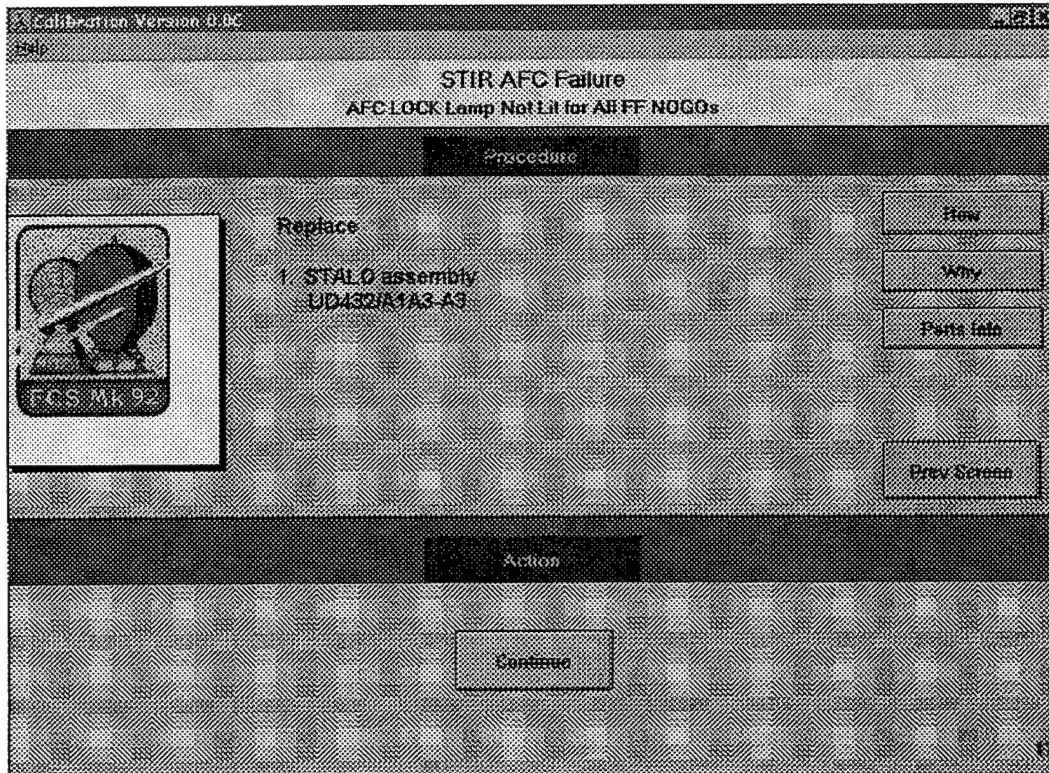 Calibration Version 0.0C
Help
STIR AFC Failure
AFC LOCK Lamp Not Lit for All FF NOGOs
Procedure
Replace
1. STALO assembly
UD432/A1A3-A3
How
Why
Parts Info
FCS Mk 92
Prev Screen
Action
Continue